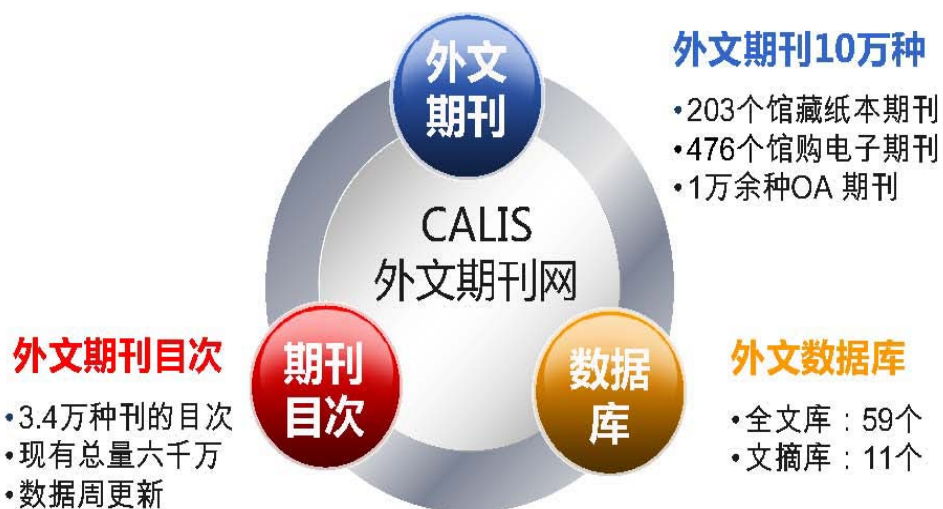 外文
期刊
外文期刊10万种
•203个馆藏纸本期刊
•476个馆购电子期刊
•1万余种OA 期刊
CALIS
外文期刊网
外文期刊目次
•3.4万种刊的目次
•现有总量六千万
•数据周更新
期刊
目次
数据
库
外文数据库
•全文库：59个
•文摘库：11个